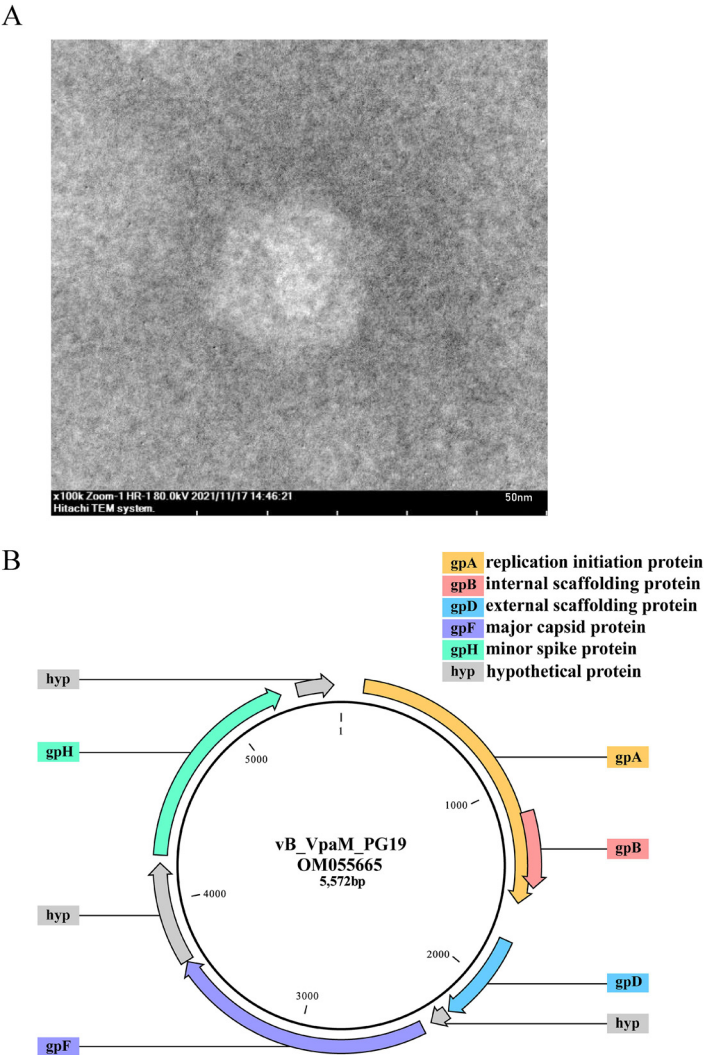 A
x100k Zoom-1 HR-1 80.0kV 2021/11/17 14:46:21
50nm
Hitachi TEM system.
B
gpA replication initiation protein
gpB internal scaffolding protein
gpD external scaffolding protein
gpF major capsid protein
gpH minor spike protein
hyp hypothetical protein
hyp
1
gpH
5000
gpA
1000
vB_VpaM_PG19
OM055665
5,572bp
gpB
4000
hyp
2000
gpD
3000
hyp
gpF